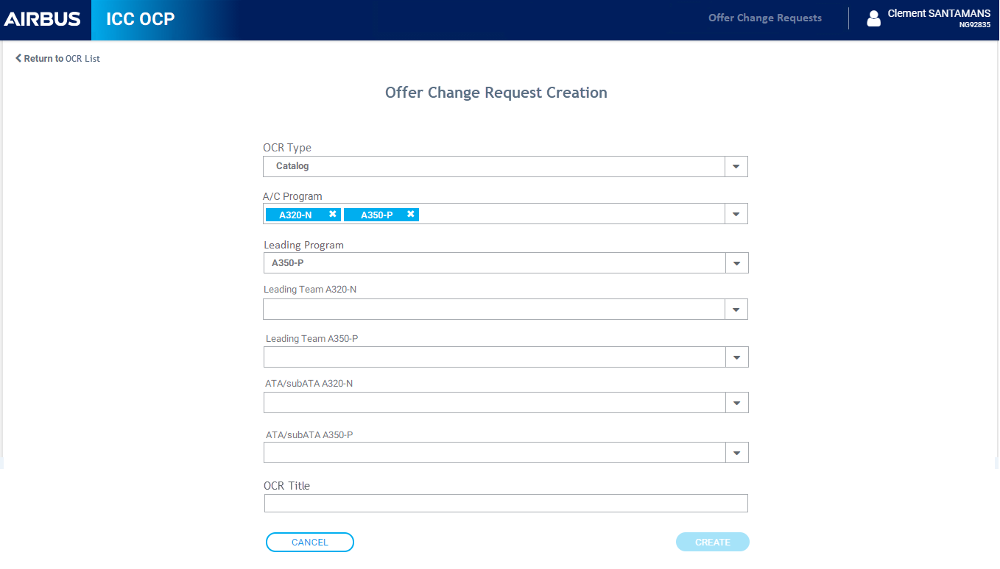 AIRBUS
ICC OCP
Offer Change Requests
Clement SANTAMANS
NG92835
Return to OCR List
Offer Change Request Creation
OCR Type
Catalog
A/C Program
A320-N A350-P
Leading Program
A350-P
Leading Team A320-N
Leading Team A350-P
ATA/subATA A320-N
ATA/subATA A350-P
OCR Title
CANCEL
CREATE